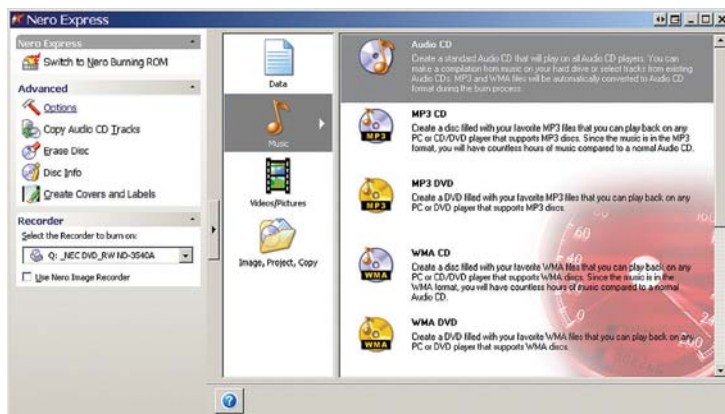 Nero Express
Nero Express
Switch to Nero Burning ROM
Advanced
Options
Copy Audio CD Tracks
Erase Disc
Disc Info
Create Covers and Labels
Recorder
Select the Recorder to burn on:
Q: _NEC DVD_RW ND-3540A
Use Nero Image Recorder
Data
Music
Videos/Pictures
Image, Project, Copy
Audio CD
Create a standard Audio CD that will play on all Audio CD players. You can
make a compilation from music on your hard drive or select tracks from existing
Audio CDs. MP3 and WMA files will be automatically converted to Audio CD
format during the burn process.
MP3
MP3 CD
Create a disc filled with your favorite MP3 files that you can play back on any
PC or CD/DVD player that supports MP3 discs. Since the music is in the MP3
format, you will have countless hours of music compared to a normal Audio CD.
MP3
MP3 DVD
Create a DVD filled with your favorite MP3 files that you can play back on any
PC or DVD player that supports MP3 discs.
WMA
WMA CD
Create a disc filled with your favorite WMA files that you can play back on any
PC or CD/DVD player that supports WMA discs. Since the music is in the
WMA format, you will have countless hours of music compared to a normal
Audio CD.
WMA
WMA DVD
Create a DVD filled with your favorite WMA files that you can play back on any
PC or DVD player that supports WMA discs.
60
40
20
0
200